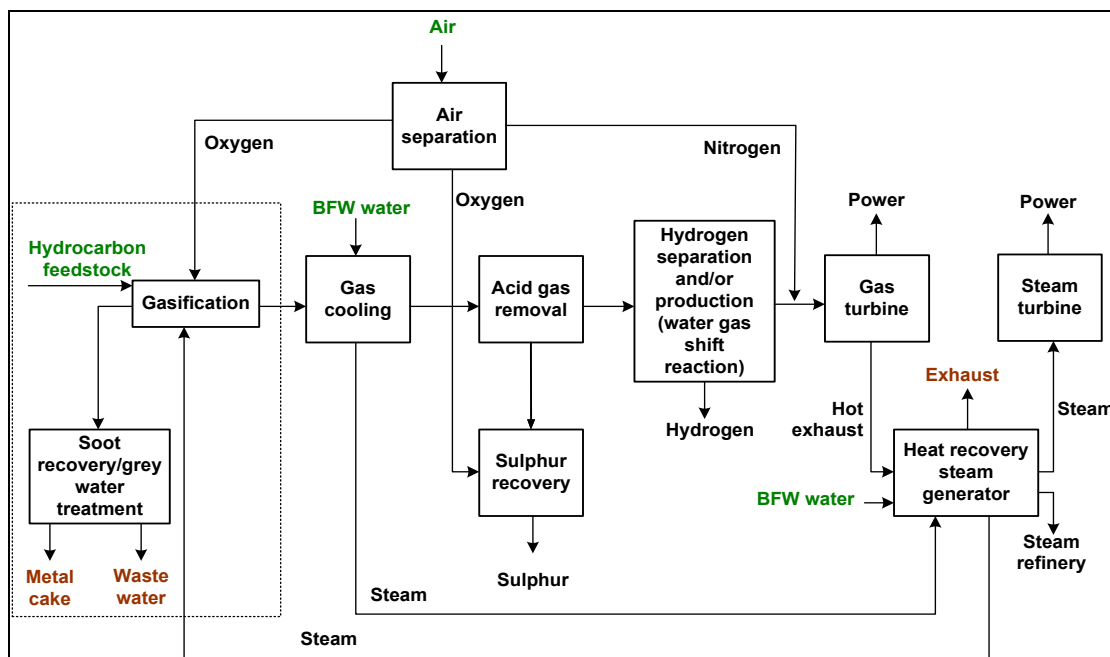 Air
Air
separation
Oxygen
Nitrogen
Oxygen
BFW water
Power
Power
Hydrocarbon
feedstock
Gasification
Gas
cooling
Acid gas
removal
Hydrogen
separation
and/or
production
(water gas
shift
reaction)
Gas
turbine
Steam
turbine
Exhaust
Hot
exhaust
Steam
Hydrogen
Soot
recovery/grey
water
treatment
Sulphur
recovery
Heat recovery
steam
generator
BFW water
Steam
refinery
Metal
cake
Waste
water
Sulphur
Steam
Steam